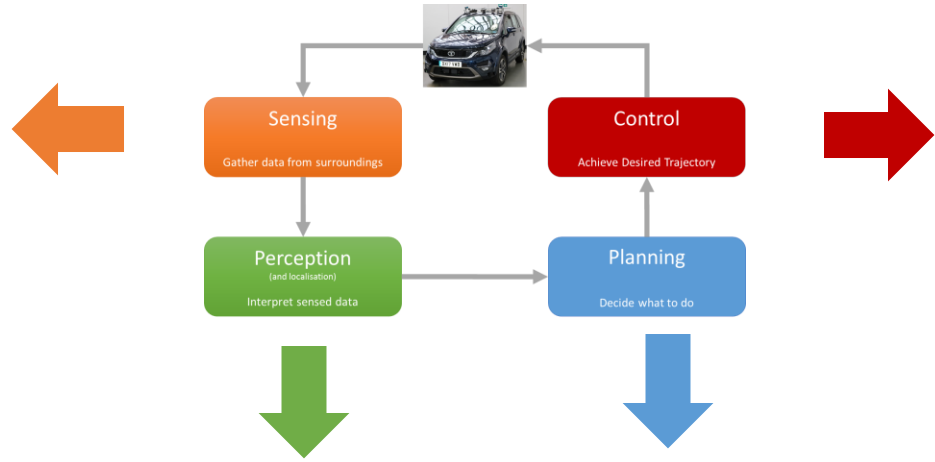 Sensing
Gather data from surroundings
Control
Achieve Desired Trajectory
Perception
(and localisation)
Interpret sensed data
Planning
Decide what to do